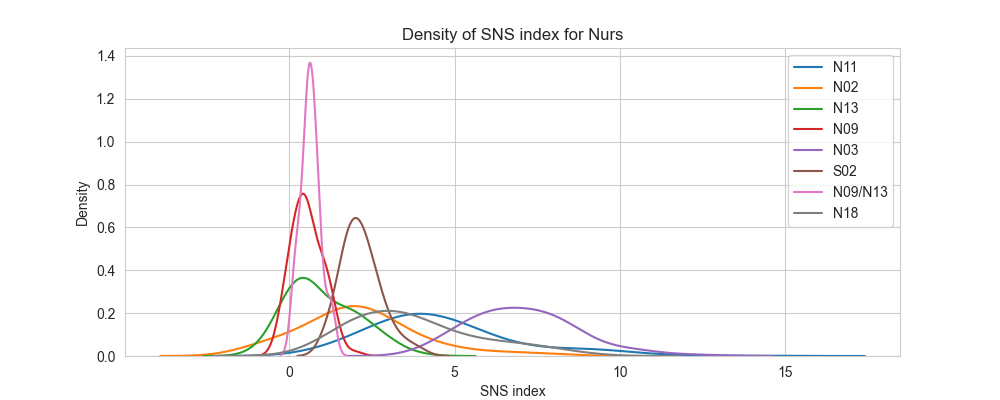 Density of SNS index for Nurs
Density
1.4
1.2
1.0
0.8
0.6
0.4
0.2
0.0
0
5
10
15
SNS index
N11
N02
N13
N09
N03
S02
N09/N13
N18